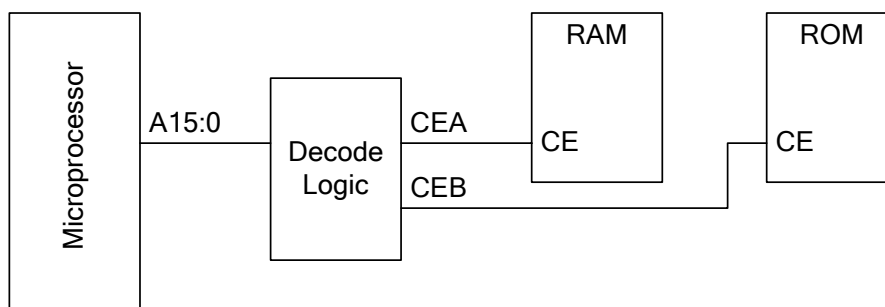 Microprocessor
A15:0
Decode
Logic
CEA
CEB
RAM
CE
ROM
CE